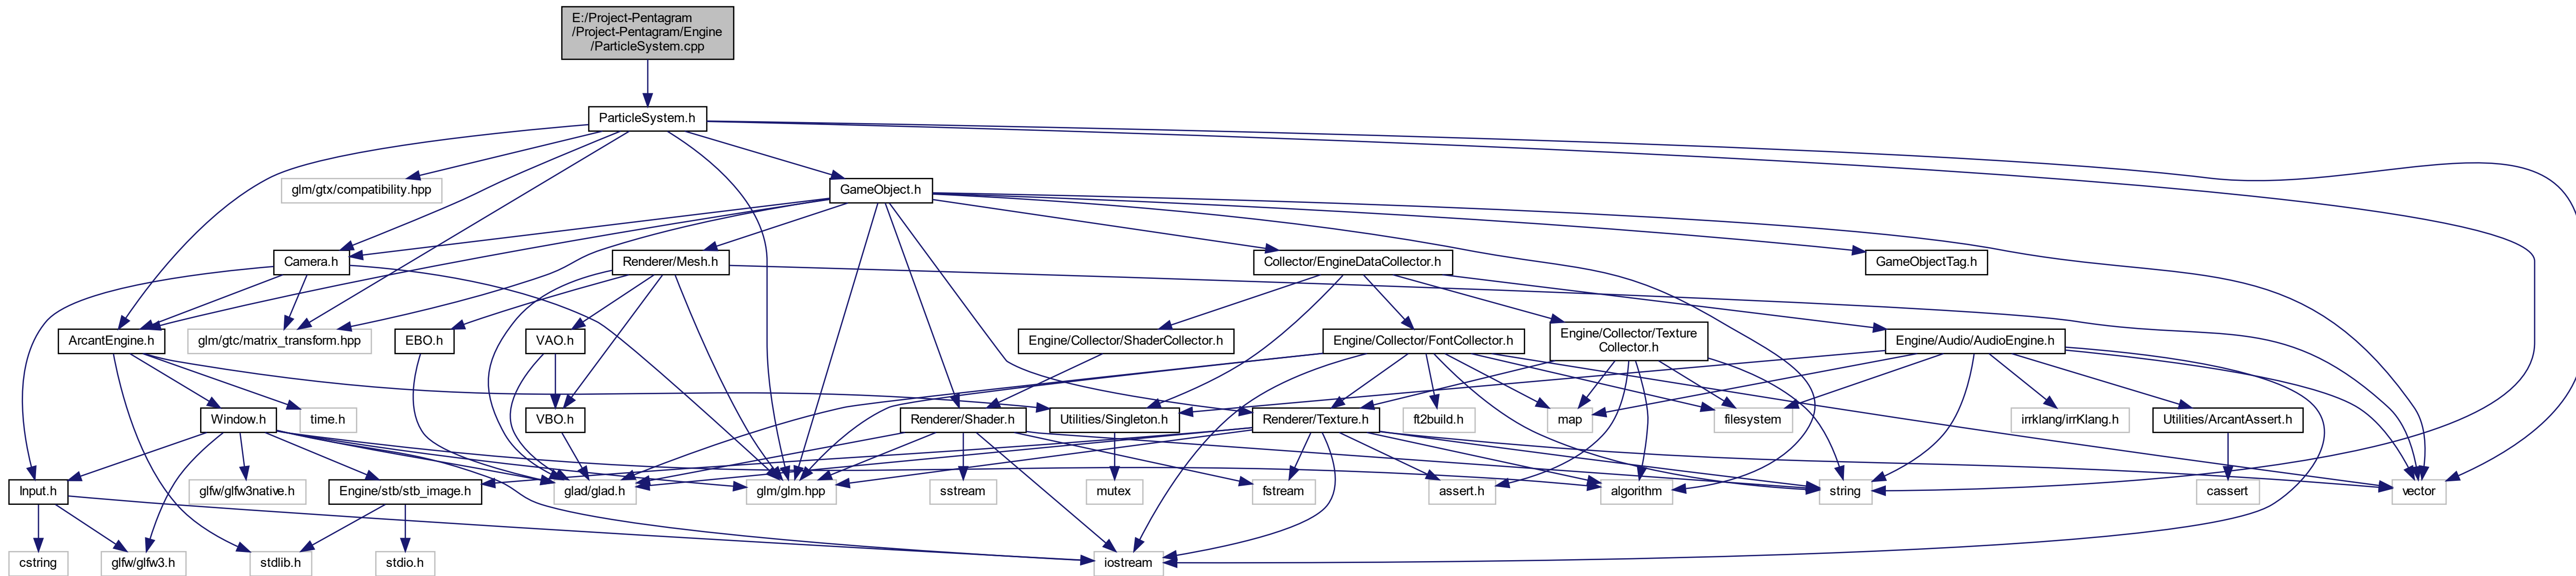 E:/Project-Pentagram
/Project-Pentagram/Engine
/ParticleSystem.cpp
ParticleSystem.h
glm/gtx/compatibility.hpp
GameObject.h
Camera.h
Renderer/Mesh.h
Collector/EngineDataCollector.h
GameObjectTag.h
ArcantEngine.h
glm/gtc/matrix_transform.hpp
EBO.h
VAO.h
Engine/Collector/ShaderCollector.h
Engine/Collector/FontCollector.h
Engine/Collector/Texture
Collector.h
Engine/Audio/AudioEngine.h
Window.h
time.h
VBO.h
Renderer/Shader.h
Utilities/Singleton.h
Renderer/Texture.h
ft2build.h
map
filesystem
irrklang/irrKlang.h
Utilities/ArcantAssert.h
Input.h
glfw/glfw3native.h
Engine/stb/stb_image.h
glad/glad.h
glm/glm.hpp
sstream
mutex
fstream
assert.h
algorithm
string
cassert
vector
cstring
glfw/glfw3.h
stdlib.h
stdio.h
iostream